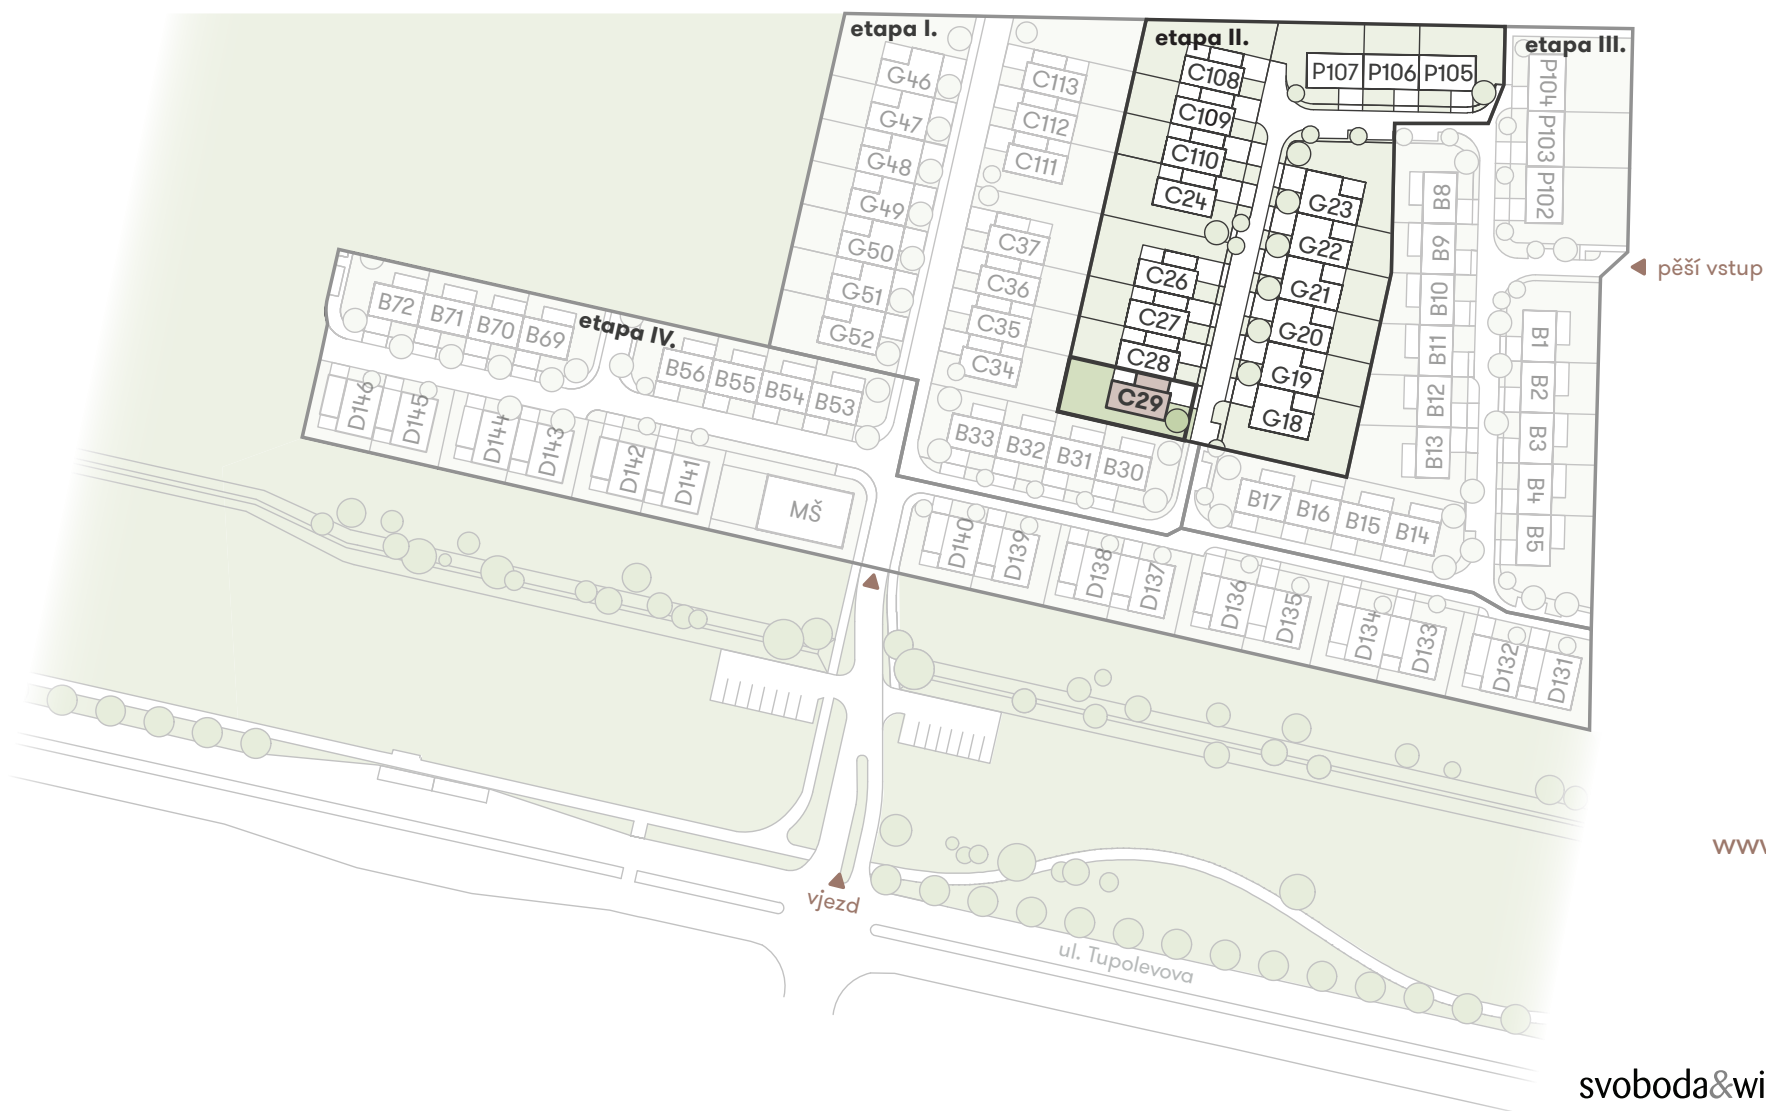 etapa I.
etapa II.
etapa III.
G46
G47
G48
G49
G50
G51
G52
C113
C112
C111
C37
C36
C35
C34
C108
C109
C110
C24
C26
C27
C28
C29
P107
P106
P105
G23
G22
G21
G20
G19
G18
P104
P103
P102
B8
B9
B10
B11
B12
B13
B1
B2
B3
B4
B5
pěší vstup
etapa IV.
B72
B71
B70
B69
B56
B55
B54
B53
B33
B32
B31
B30
B17
B16
B15
B14
D146
D145
D144
D143
D142
D141
MŠ
D140
D139
D138
D137
D136
D135
D134
D133
D132
D131
vjezd
ul. Tupolevova
www
svoboda&wi